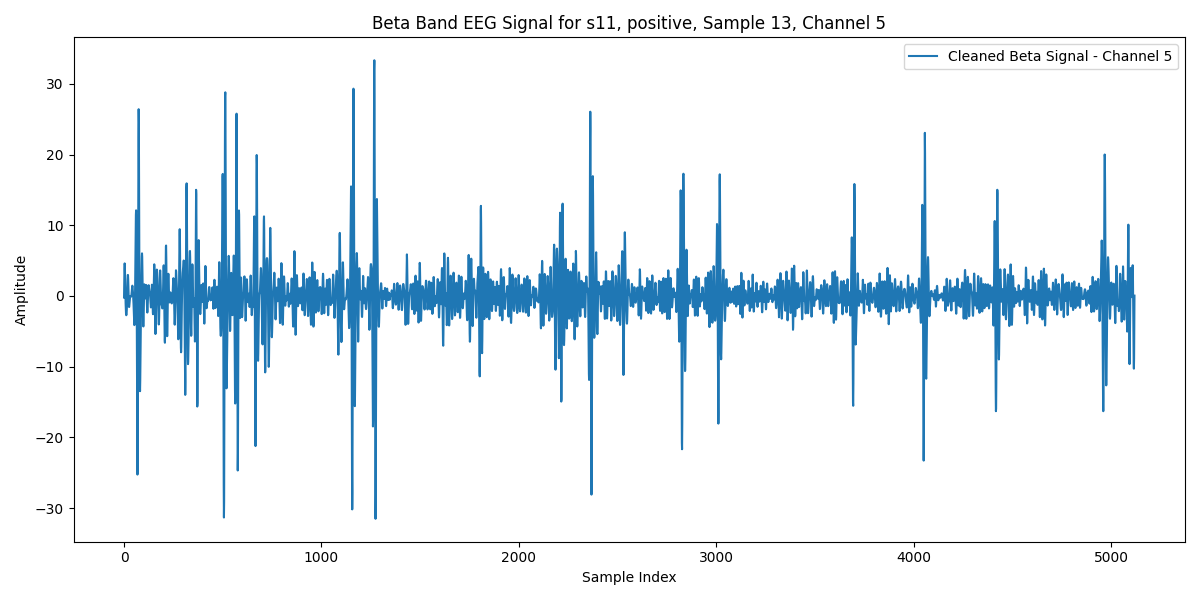 Beta Band EEG Signal for s11, positive, Sample 13, Channel 5
Cleaned Beta Signal - Channel 5
Amplitude
30
20
10
0
−10
−20
−30
0 1000 2000 3000 4000 5000
Sample Index